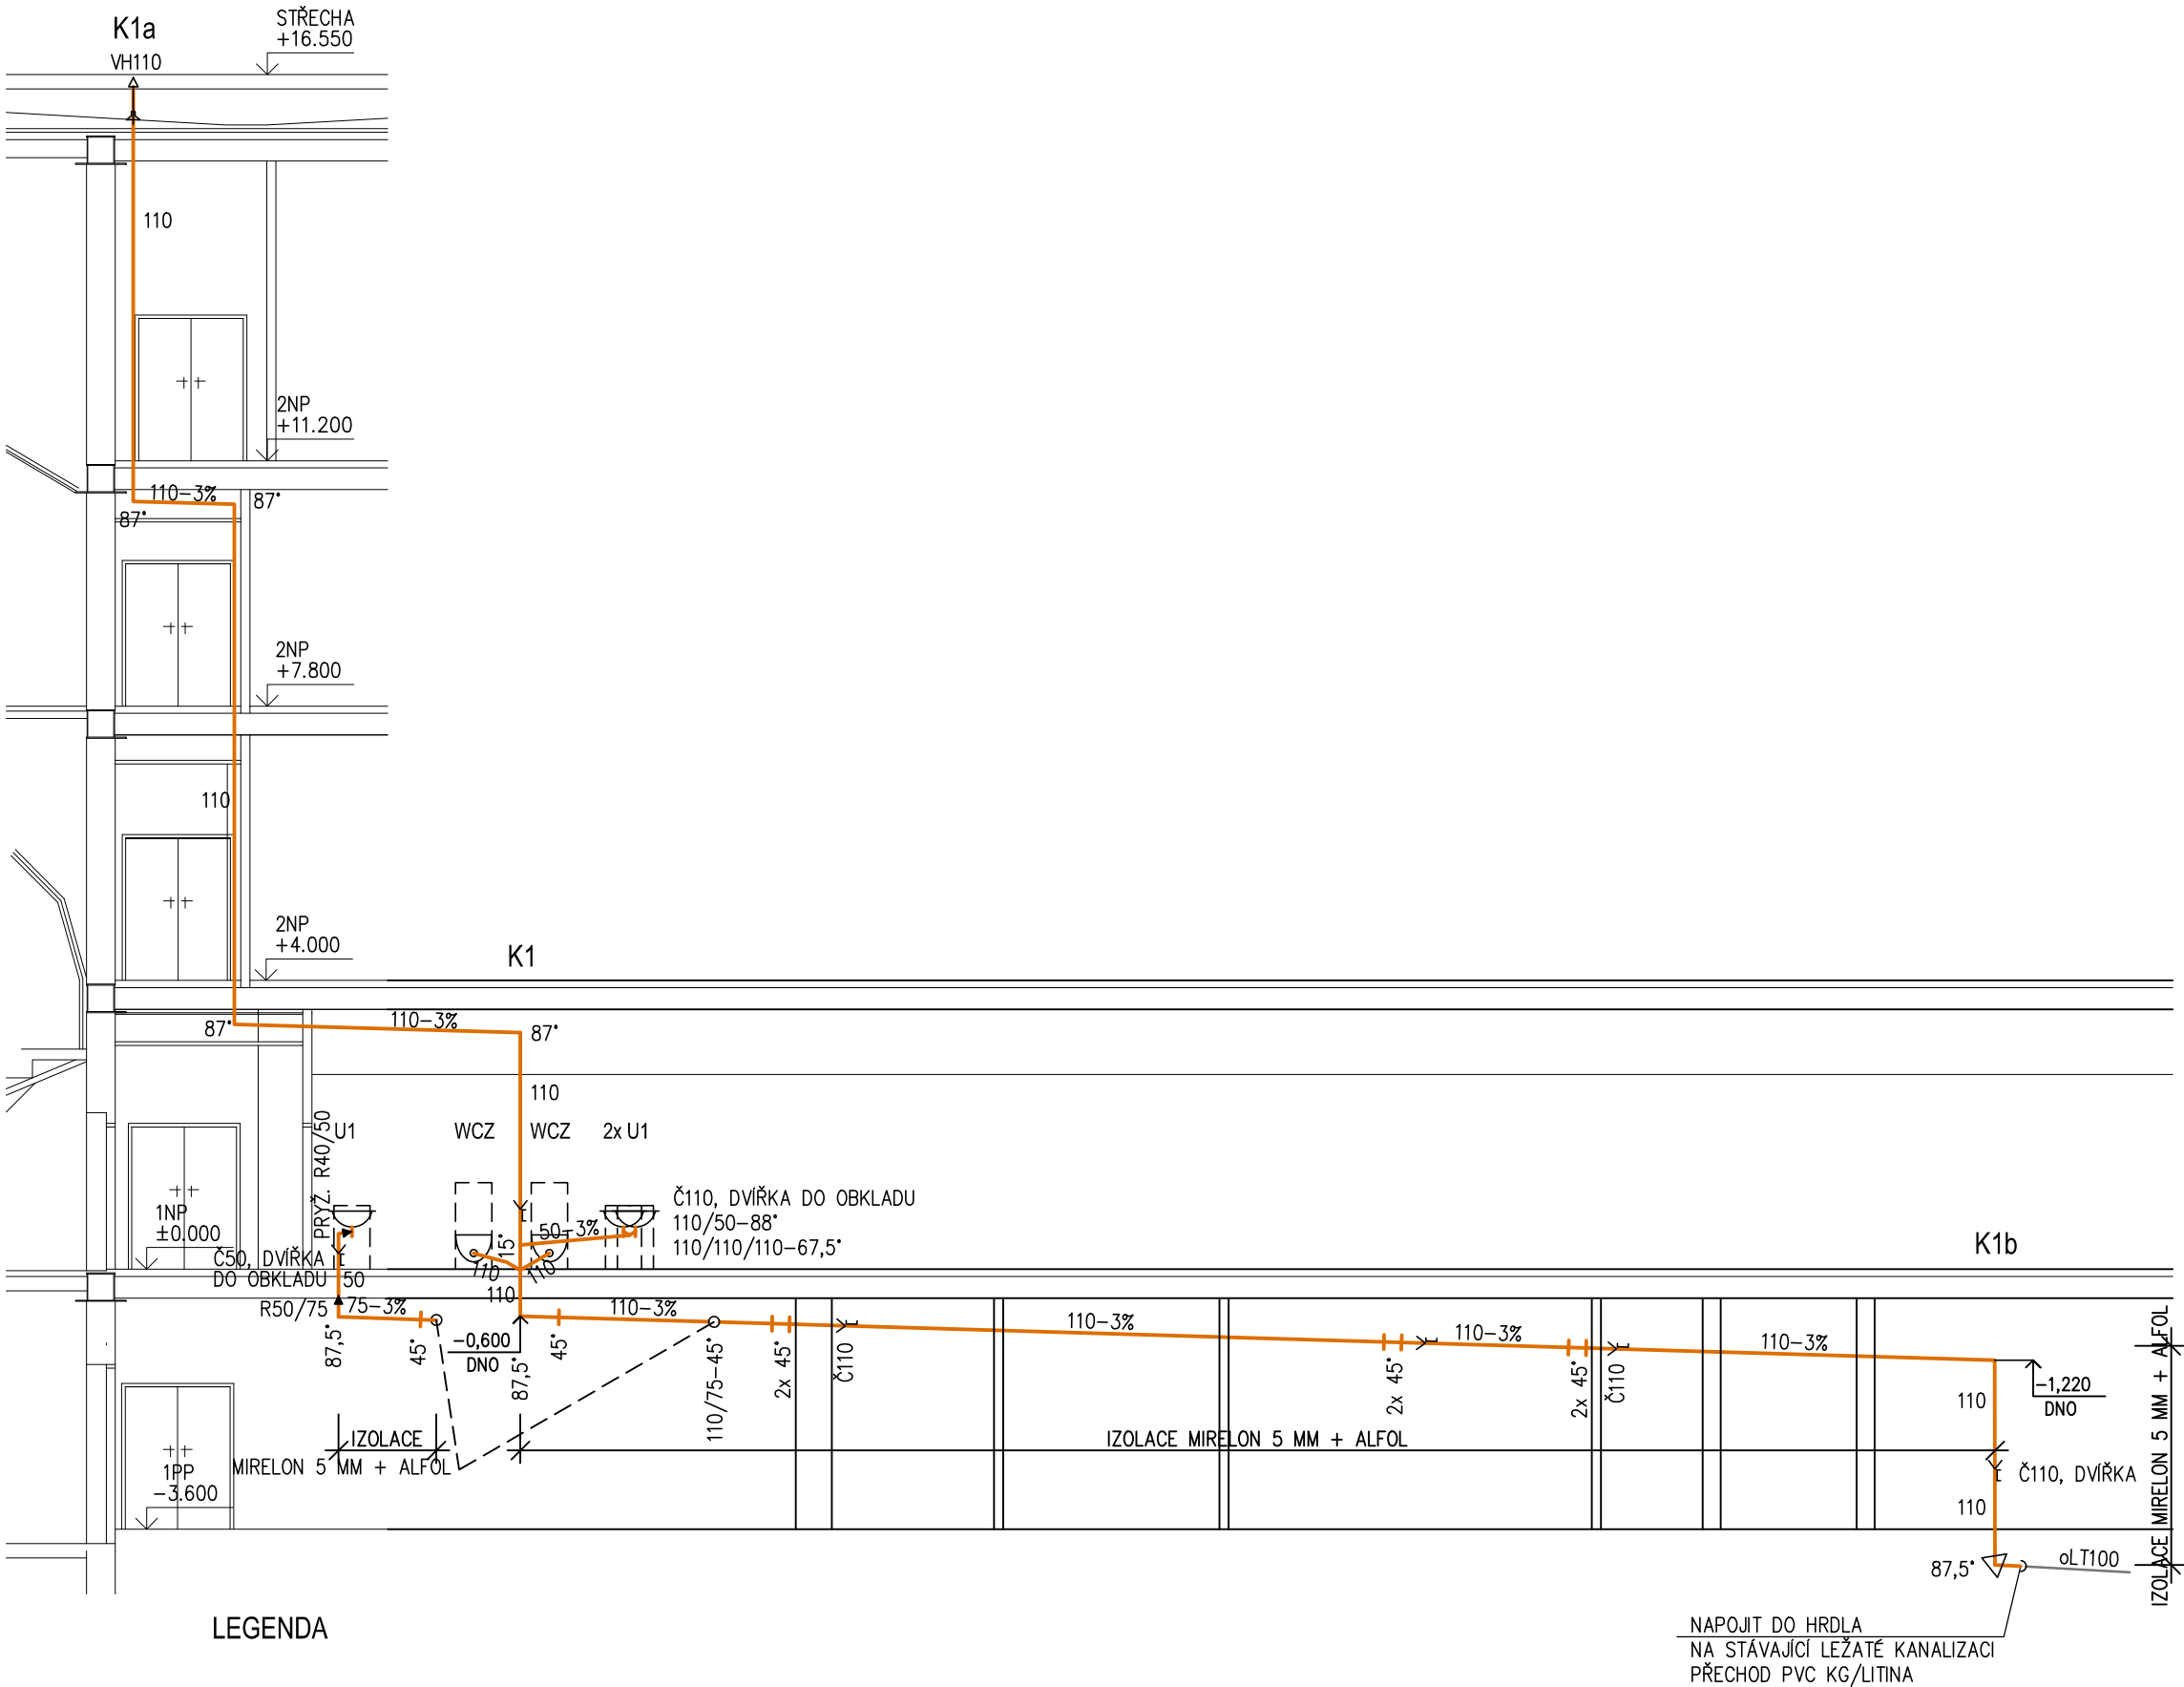 K1a
VH110
STŘECHA
+16.550
110
2NP
+11.200
110-3%
87°
87°
2NP
+7.800
110
2NP
+4.000
K1
87°
110-3%
87°
110
PRYŽ. R40/50
U1
WCZ
WCZ
2x U1
1NP
±0.000
Č50, DVÍŘKA
DO OBKLADU
50
15°
50-3%
110
110
110
Č110, DVÍŘKA DO OBKLADU
110/50-88°
110/110/110-67,5°
K1b
R50/75
75-3%
87,5°
45°
-0,600
DNO
87,5°
45°
110-3%
110/75-45°
2x 45°
Č110
110-3%
2x 45°
110-3%
2x 45°
Č110
110-3%
-1,220
DNO
110
IZOLACE
MIRELON 5 MM + ALFOL
IZOLACE MIRELON 5 MM + ALFOL
IZOLACE MIRELON 5 MM + ALFOL
1PP
-3.600
Č110, DVÍŘKA
110
87,5°
oLT100
LEGENDA
NAPOJIT DO HRDLA
NA STÁVAJÍCÍ LEŽATÉ KANALIZACI
PŘECHOD PVC KG/LITINA